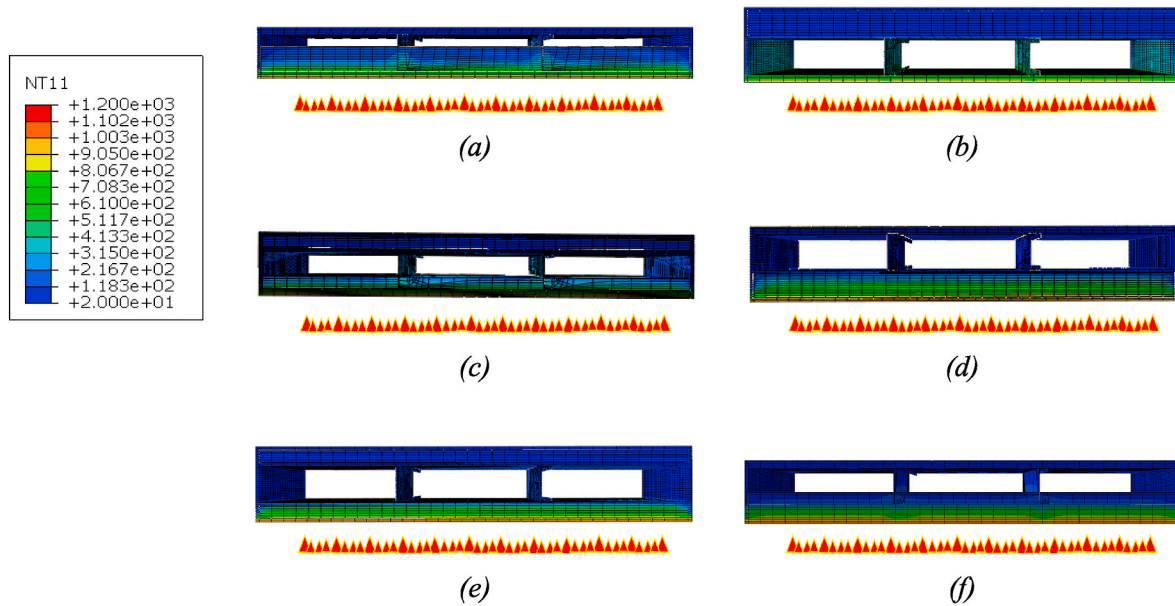 NT11
+1.200e+03
+1.102e+03
+1.003e+03
+9.050e+02
+8.067e+02
+7.083e+02
+6.100e+02
+5.117e+02
+4.133e+02
+3.150e+02
+2.167e+02
+1.183e+02
+2.000e+01
(a)
(b)
(c)
(d)
(e)
(f)